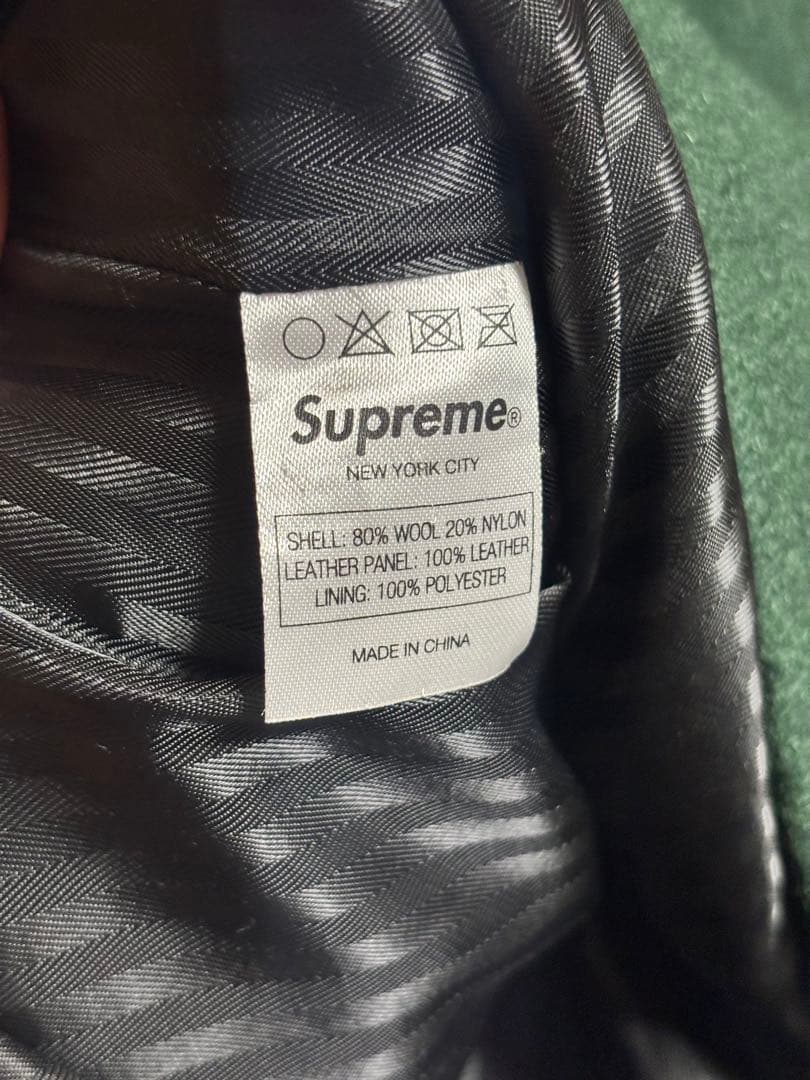 Supreme®
NEW YORK CITY
SHELL: 80% WOOL 20% NYLON
LEATHER PANEL: 100% LEATHER
LINING: 100% POLYESTER
MADE IN CHINA